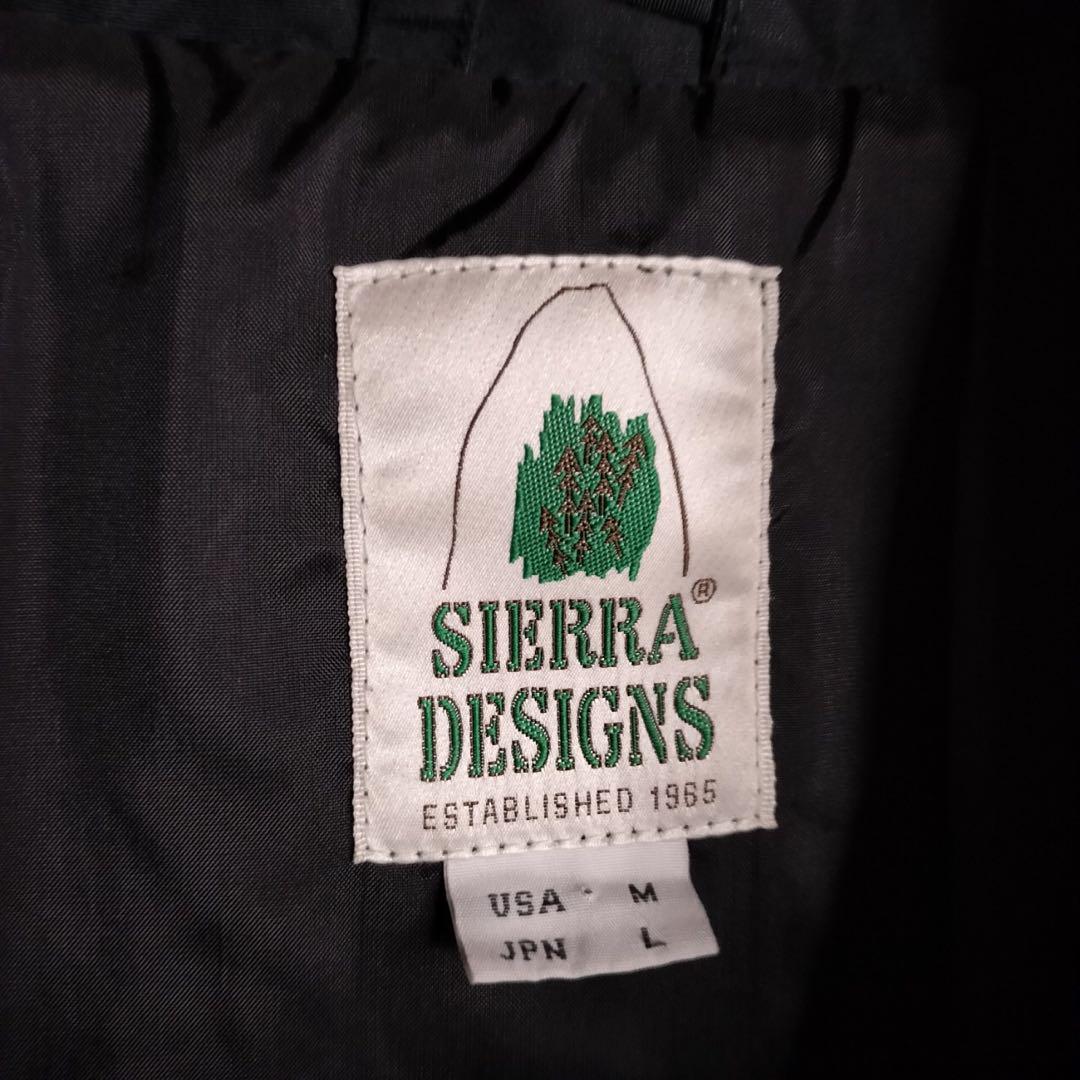 SIERRA®
DESIGNS
ESTABLISHED 1965
USA M
JPN L